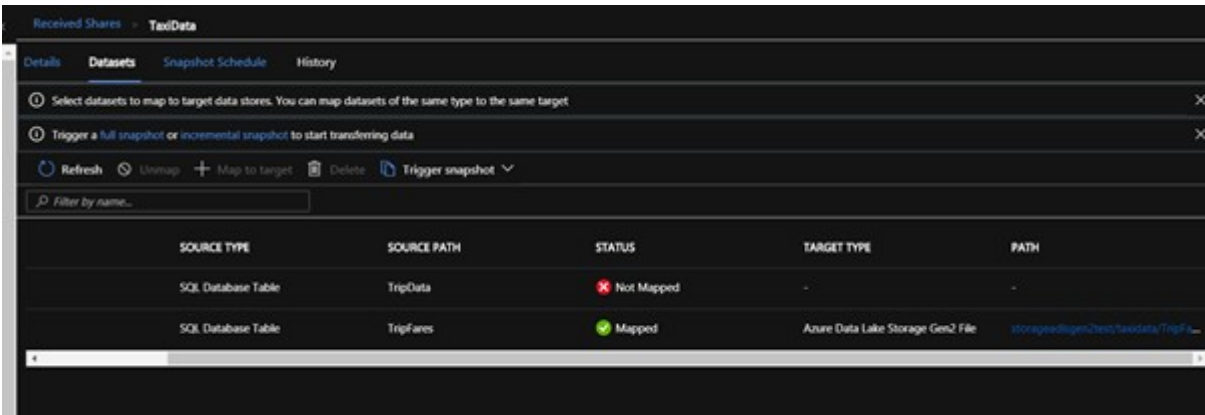 Received Shares > TaxiData
Details Datasets Snapshot Schedule History
Select datasets to map to target data stores. You can map datasets of the same type to the same target
Trigger a full snapshot or incremental snapshot to start transferring data
Refresh Unmap Map to target Delete Trigger snapshot
Filter by name...
SOURCE TYPE SOURCE PATH STATUS TARGET TYPE PATH
SQL Database Table TripData Not Mapped - -
SQL Database Table TripFares Mapped Azure Data Lake Storage Gen2 File